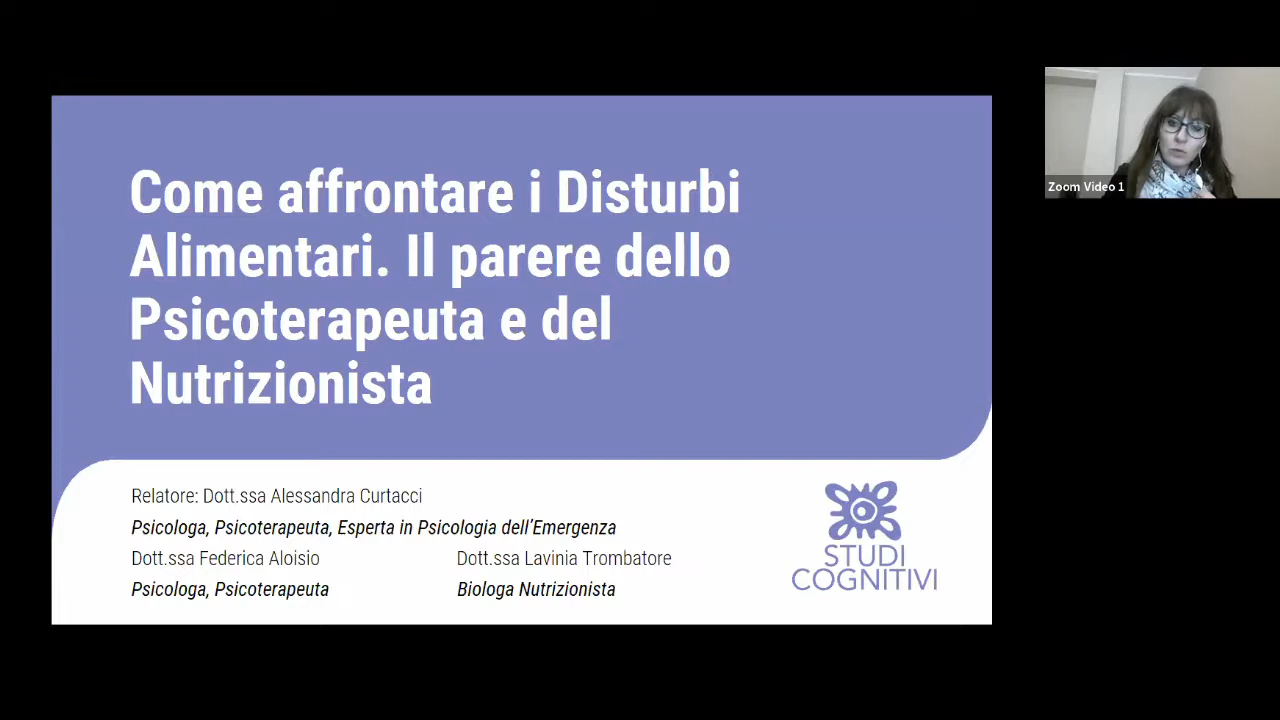 Come affrontare i Disturbi
Alimentari. Il parere dello
Psicoterapeuta e del
Nutrizionista
Relatore: Dott.ssa Alessandra Curtacci
Psicologa, Psicoterapeuta, Esperta in Psicologia dell'Emergenza
Dott.ssa Federica Aloisio
Dott.ssa Lavinia Trombatore
Psicologa, Psicoterapeuta
Biologa Nutrizionista
STUDI
COGNITIVI
Zoom Video 1